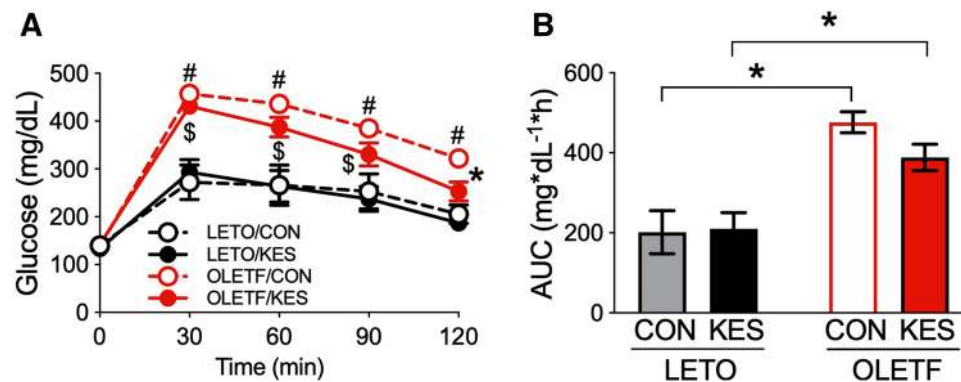 A
Glucose (mg/dL)
500
400
300
200
100
0
# # # #
$ $ $ *
LETO/CON
LETO/KES
OLETF/CON
OLETF/KES
0 30 60 90 120
Time (min)
B
AUC (mg*dL-1*h)
600
400
200
0
*
*
CON KES CON KES
LETO OLETF